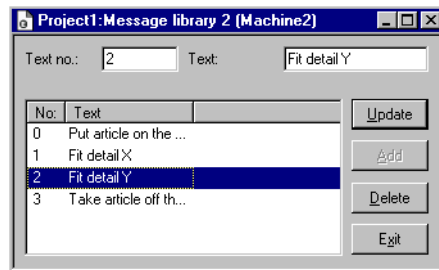 Project1:Message library 2 (Machine2)
Text no.: 2 Text: Fit detail Y
No: Text
0 Put article on the ...
1 Fit detail X
2 Fit detail Y
3 Take article off th...
Update
Add
Delete
Exit